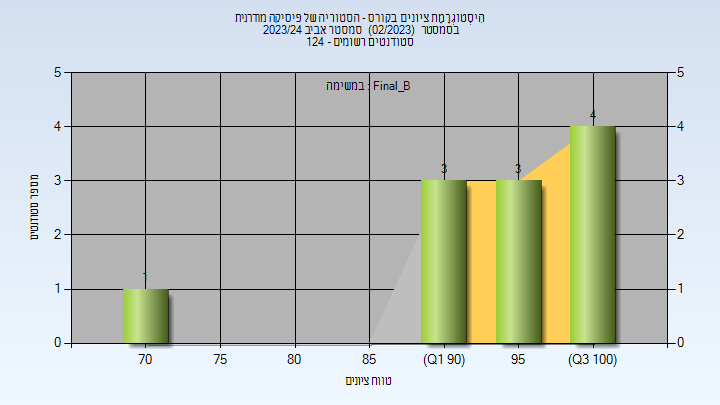 היסטוגרמת ציונים בקורס - הסטוריה של פיסיקה מודרנית
בסמסטר (02/2023) סמסטר אביב 2023/24
סטודנטים רשומים - 124
במשימה : Final_B
5 5
4 4
3 3
2 2
1 1
0 0
מספר סטודנטים
1 3 3 4
70 75 80 85 (Q1 90) 95 (Q3 100)
טווח ציונים